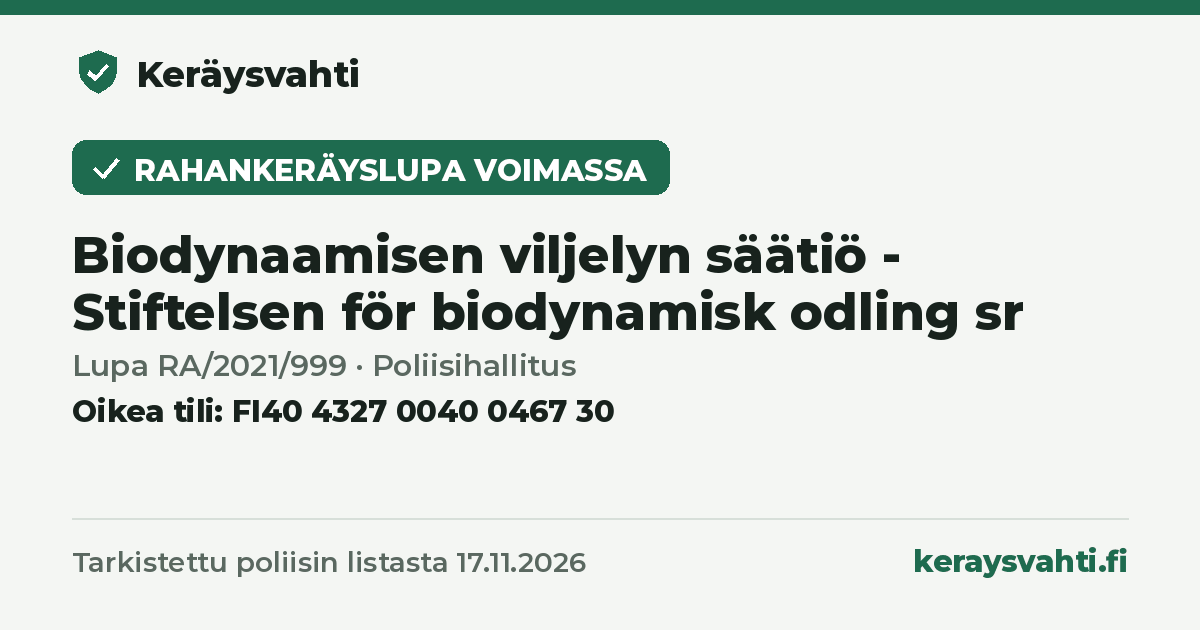 Keräysvahti
RAHANKERÄYSLUPA VOIMASSA
Biodynaamisen viljelyn säätiö -
Stiftelsen för biodynamisk odling sr
Lupa RA/2021/999 · Poliisihallitus
Oikea tili: FI40 4327 0040 0467 30
Tarkistettu poliisin listasta 17.11.2026
keraysvahti.fi